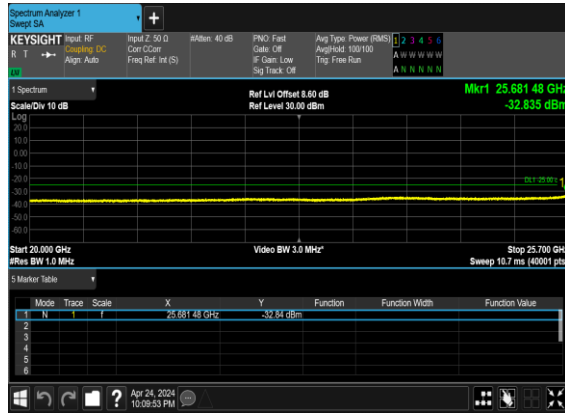 Spectrum Analyzer 1
Swept SA
+
KEYSIGHT Input: RF Input Z: 50 Ω #Atten: 40 dB PNO: Fast Avg Type: Power (RMS) 1 2 3 4 5 6
R T Coupling: DC Corr CCorr Gate: Off Avg|Hold: 100/100 A W W W W W
Align: Auto Freq Ref: Int (S) IF Gain: Low Trig: Free Run
Sig Track: Off A N N N N N
1 Spectrum Ref Lvl Offset 8.60 dB Mkr1 25.681 48 GHz
Scale/Div 10 dB Ref Level 30.00 dBm -32.835 dBm
Log
20.0
10.0
0.00
-10.0
-20.0
DL1 -25.00 1
-30.0
-40.0
-50.0
-60.0
Start 20.000 GHz Video BW 3.0 MHz* Stop 25.700 GHz
#Res BW 1.0 MHz Sweep 10.7 ms (40001 pts
5 Marker Table
Mode Trace Scale X Y Function Function Width Function Value
1 N 1 f 25.681 48 GHz -32.84 dBm
2
3
4
5
6
? Apr 24, 2024
10:09:53 PM